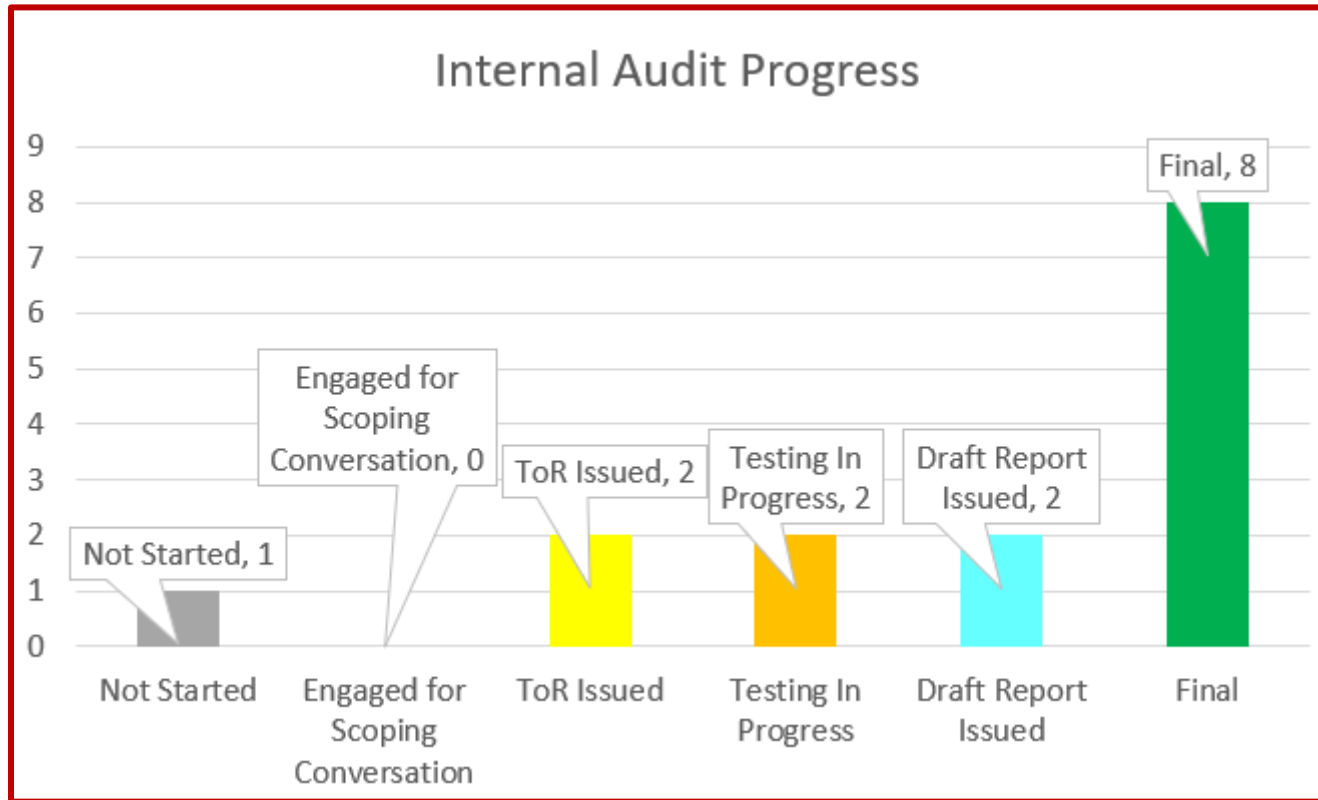 Internal Audit Progress
9
8
7
6
5
4
3
2
1
0
Not Started, 1
Engaged for
Scoping
Conversation, 0
ToR Issued, 2
Testing In
Progress, 2
Draft Report
Issued, 2
Final, 8
Not Started
Engaged for
Scoping
Conversation
ToR Issued
Testing In
Progress
Draft Report
Issued
Final